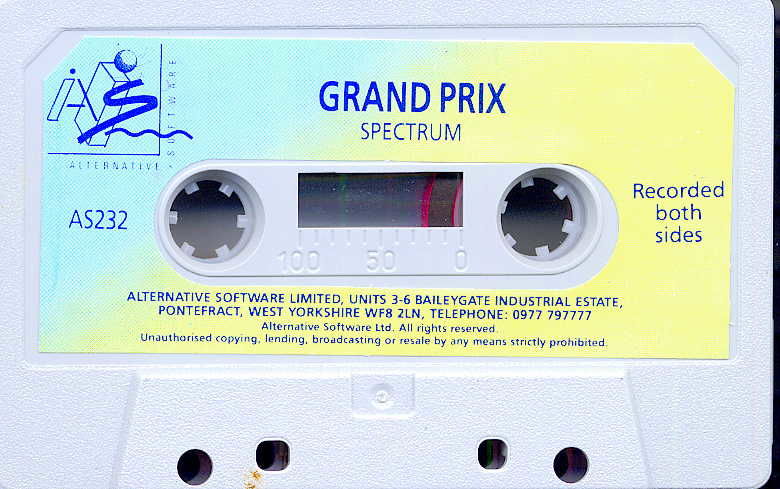 GRAND PRIX
SPECTRUM
ALTERNATIVE
SOFTWARE
AS232
Recorded
both
sides
100 50 0
ALTERNATIVE SOFTWARE LIMITED, UNITS 3-6 BAILEYGATE INDUSTRIAL ESTATE,
PONTEFRACT, WEST YORKSHIRE WF8 2LN, TELEPHONE: 0977 797777
Alternative Software Ltd. All rights reserved.
Unauthorised copying, lending, broadcasting or resale by any means strictly prohibited.